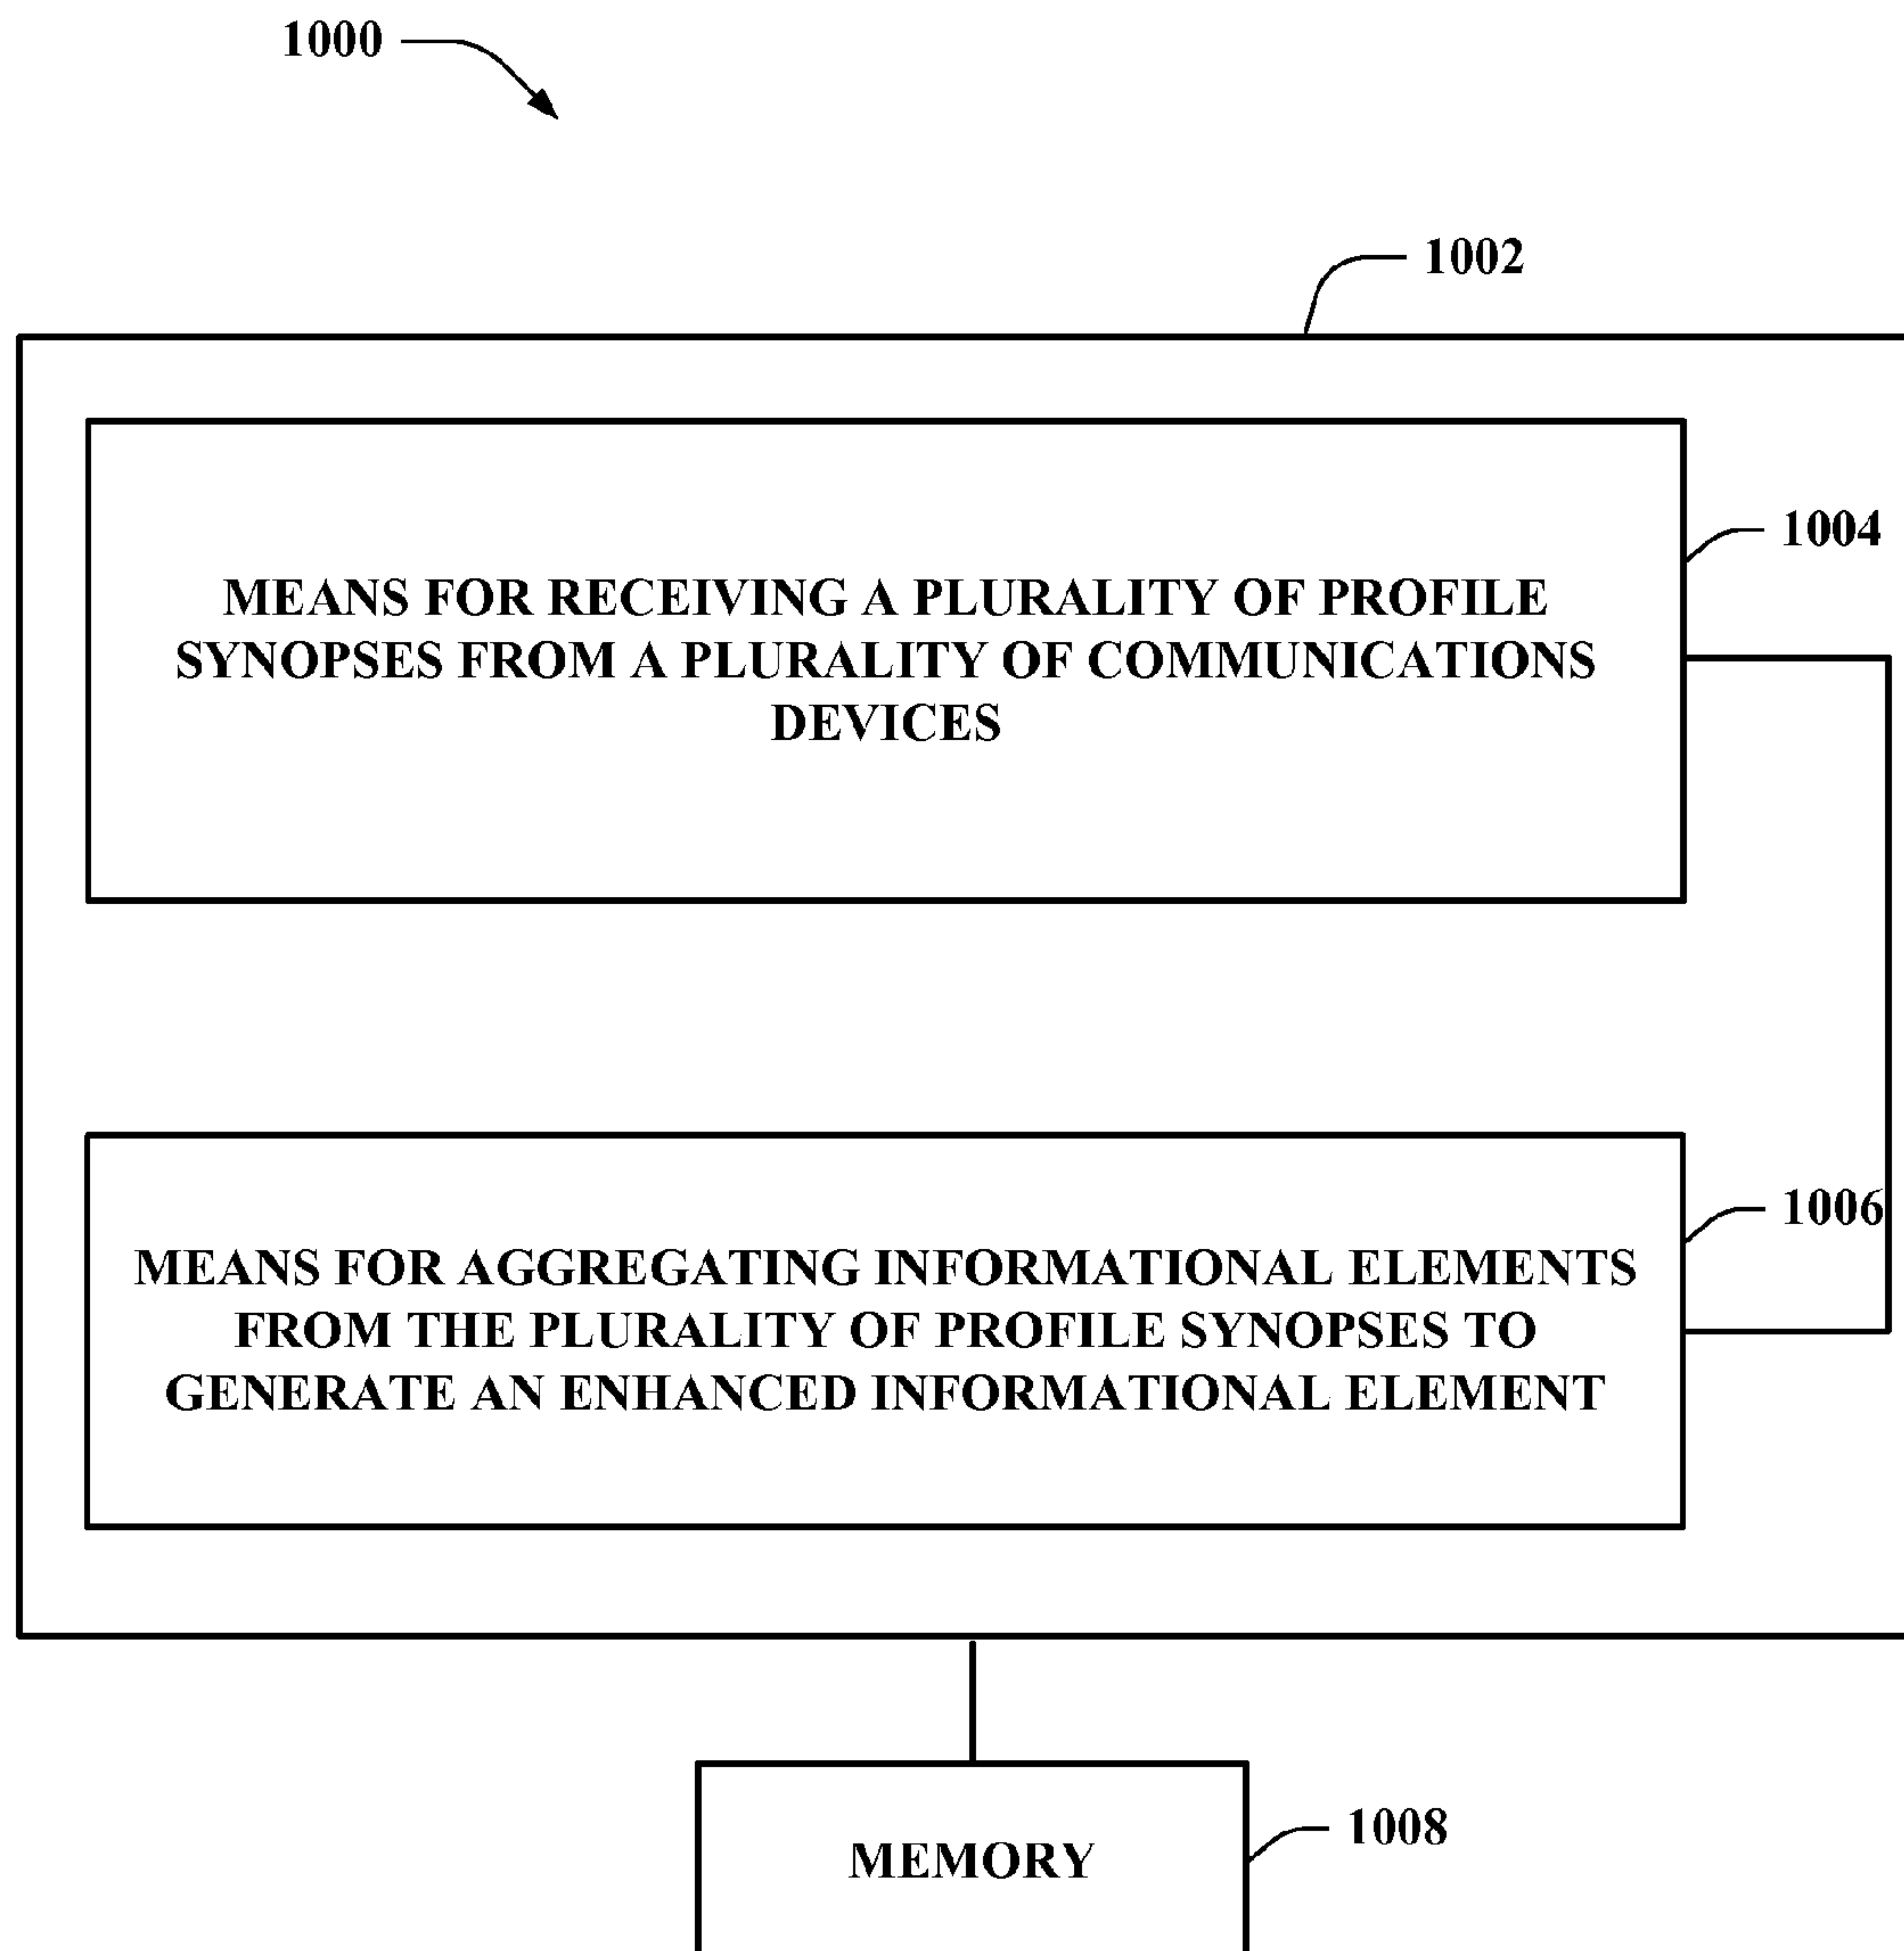 1000
1002
1004
MEANS FOR RECEIVING A PLURALITY OF PROFILE
SYNOPSES FROM A PLURALITY OF COMMUNICATIONS
DEVICES
1006
MEANS FOR AGGREGATING INFORMATIONAL ELEMENTS
FROM THE PLURALITY OF PROFILE SYNOPSES TO
GENERATE AN ENHANCED INFORMATIONAL ELEMENT
1008
MEMORY